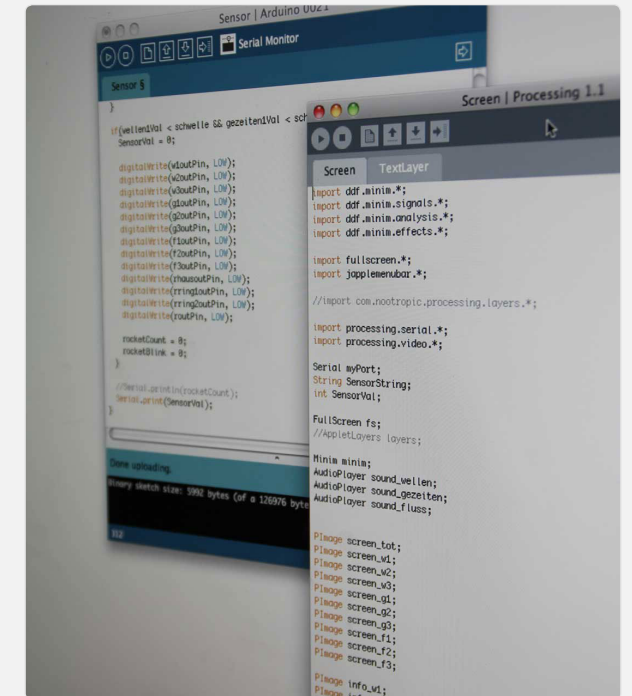 Sensor | Arduino 0021
Serial Monitor
Sensor §
}
if(wellen1Val < schwelle && gezeiten1Val < sch
SensorVal = 0;
digitalWrite(w1outPin, LOW);
digitalWrite(w2outPin, LOW);
digitalWrite(w3outPin, LOW);
digitalWrite(g1outPin, LOW);
digitalWrite(g2outPin, LOW);
digitalWrite(g3outPin, LOW);
digitalWrite(f1outPin, LOW);
digitalWrite(f2outPin, LOW);
digitalWrite(f3outPin, LOW);
digitalWrite(rhausoutPin, LOW);
digitalWrite(rring1outPin, LOW);
digitalWrite(rring2outPin, LOW);
digitalWrite(routPin, LOW);
rocketCount = 0;
rocketBlink = 0;
}
//Serial.println(rocketCount);
Serial.print(SensorVal);
}
Done uploading.
Binary sketch size: 5992 bytes (of a 126976 byte
Screen | Processing 1.1
Screen
TextLayer
import ddf.minim.*;
import ddf.minim.signals.*;
import ddf.minim.analysis.*;
import ddf.minim.effects.*;
import fullscreen.*;
import japplemenubar.*;
//import com.nootropic.processing.layers.*;
import processing.serial.*;
import processing.video.*;
Serial myPort;
String SensorString;
int SensorVal;
FullScreen fs;
//AppletLayers layers;
Minim minim;
AudioPlayer sound_wellen;
AudioPlayer sound_gezeiten;
AudioPlayer sound_fluss;
PImage screen_tot;
PImage screen_w1;
PImage screen_w2;
PImage screen_w3;
PImage screen_g1;
PImage screen_g2;
PImage screen_g3;
PImage screen_f1;
PImage screen_f2;
PImage screen_f3;
PImage info_w1;
PImage